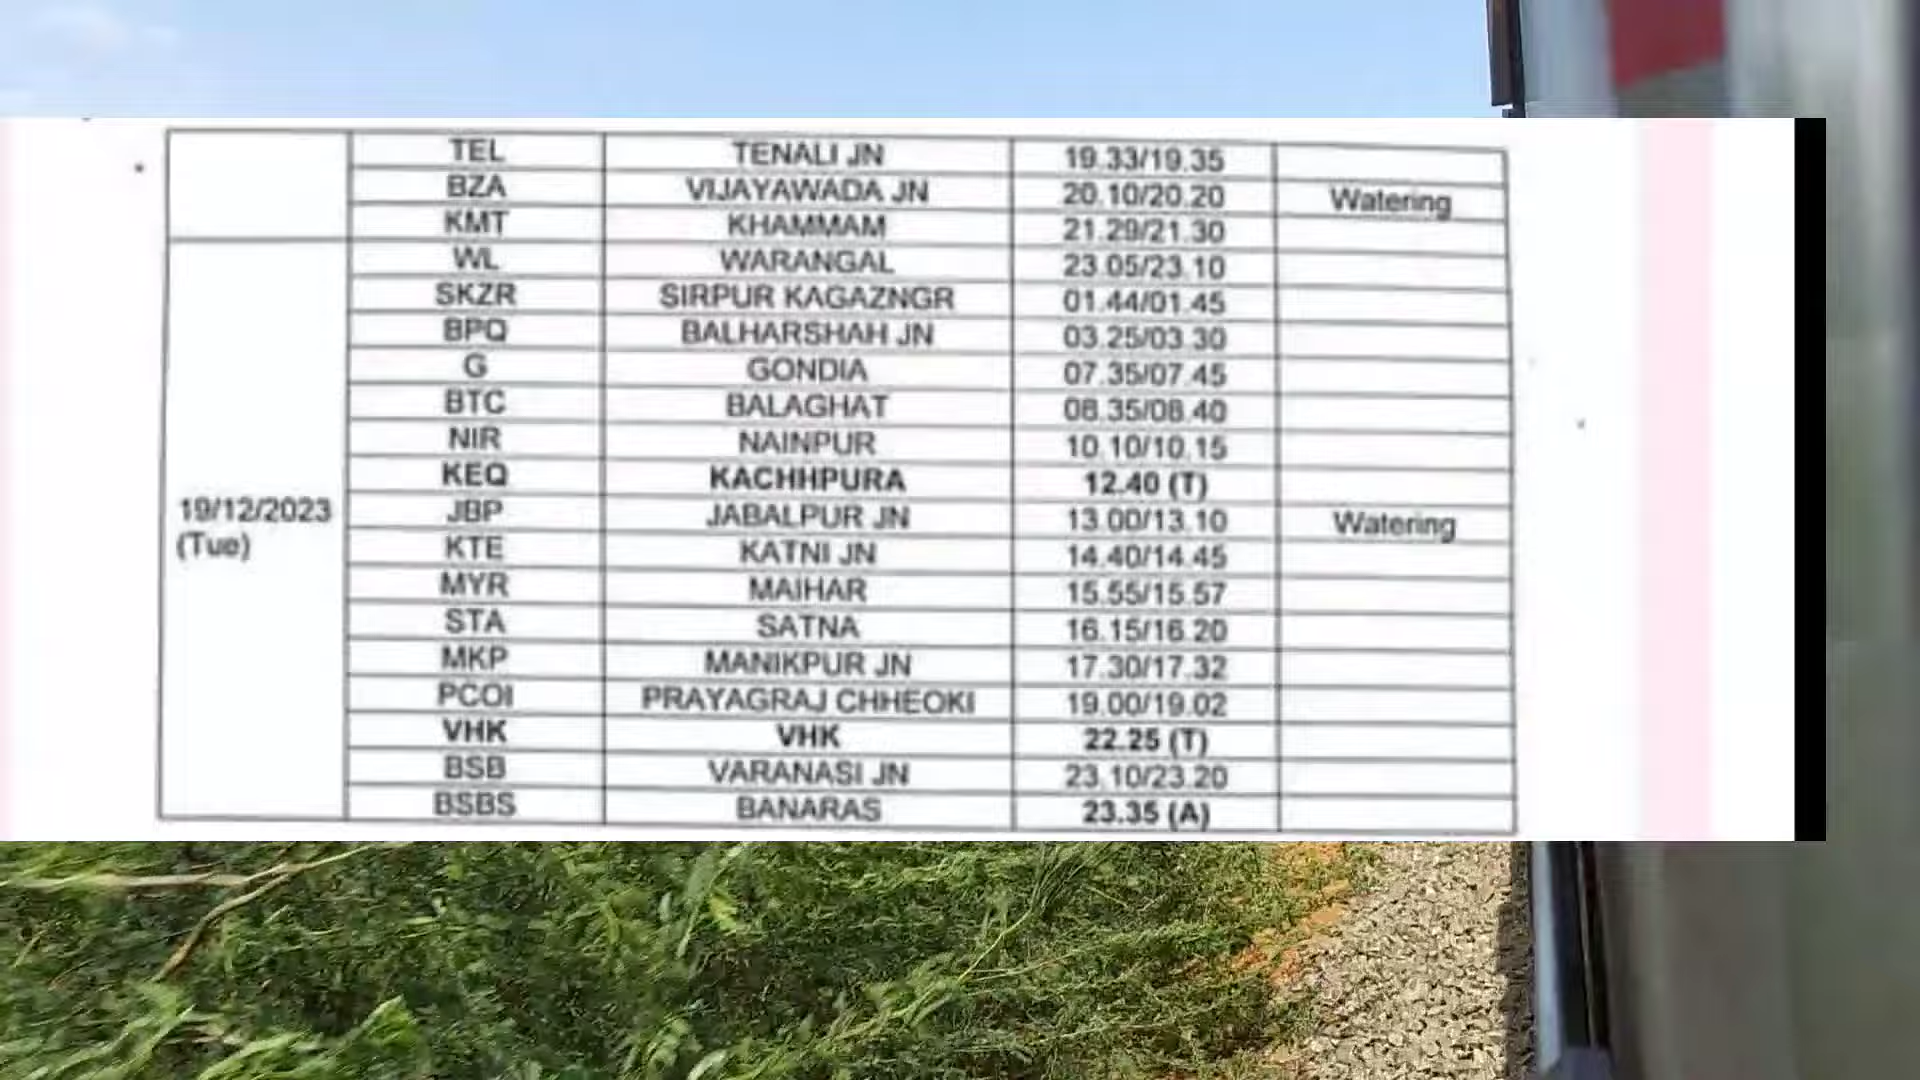 TEL TENALI JN 19.33/19.35
BZA VIJAYAWADA JN 20.10/20.20 Watering
KMT KHAMMAM 21.29/21.30
WL WARANGAL 23.05/23.10
SKZR SIRPUR KAGAZNGR 01.44/01.45
BPQ BALHARSHAH JN 03.25/03.30
G GONDIA 07.35/07.45
BTC BALAGHAT 08.35/08.40
NIR NAINPUR 10.10/10.15
KEQ KACHHPURA 12.40 (T)
19/12/2023 JBP JABALPUR JN 13.00/13.10 Watering
(Tue) KTE KATNI JN 14.40/14.45
MYR MAIHAR 15.55/15.57
STA SATNA 16.15/16.20
MKP MANIKPUR JN 17.30/17.32
PCOI PRAYAGRAJ CHHEOKI 19.00/19.02
VHK VHK 22.25 (T)
BSB VARANASI JN 23.10/23.20
BSBS BANARAS 23.35 (A)